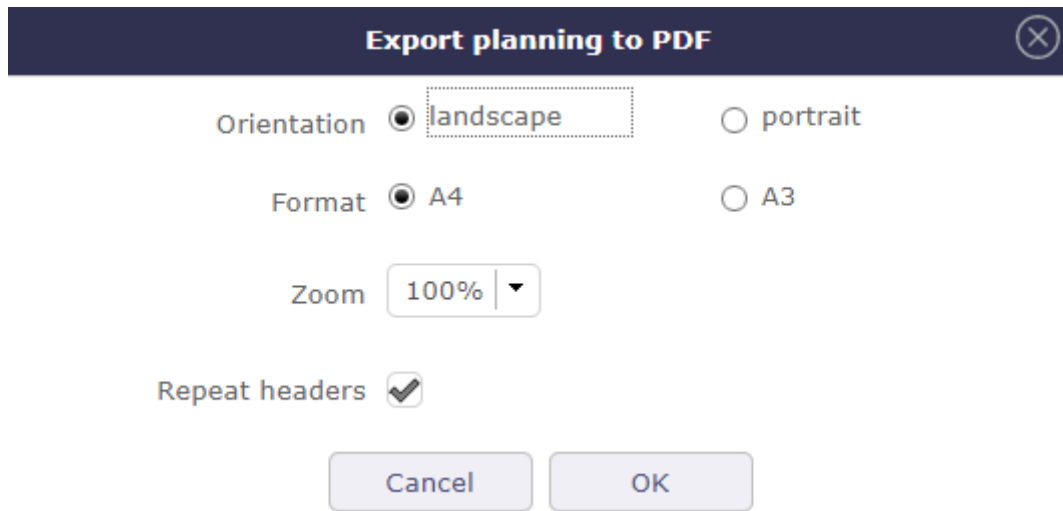 Export planning to PDF
Orientation landscape portrait
Format A4 A3
Zoom 100%
Repeat headers
Cancel OK